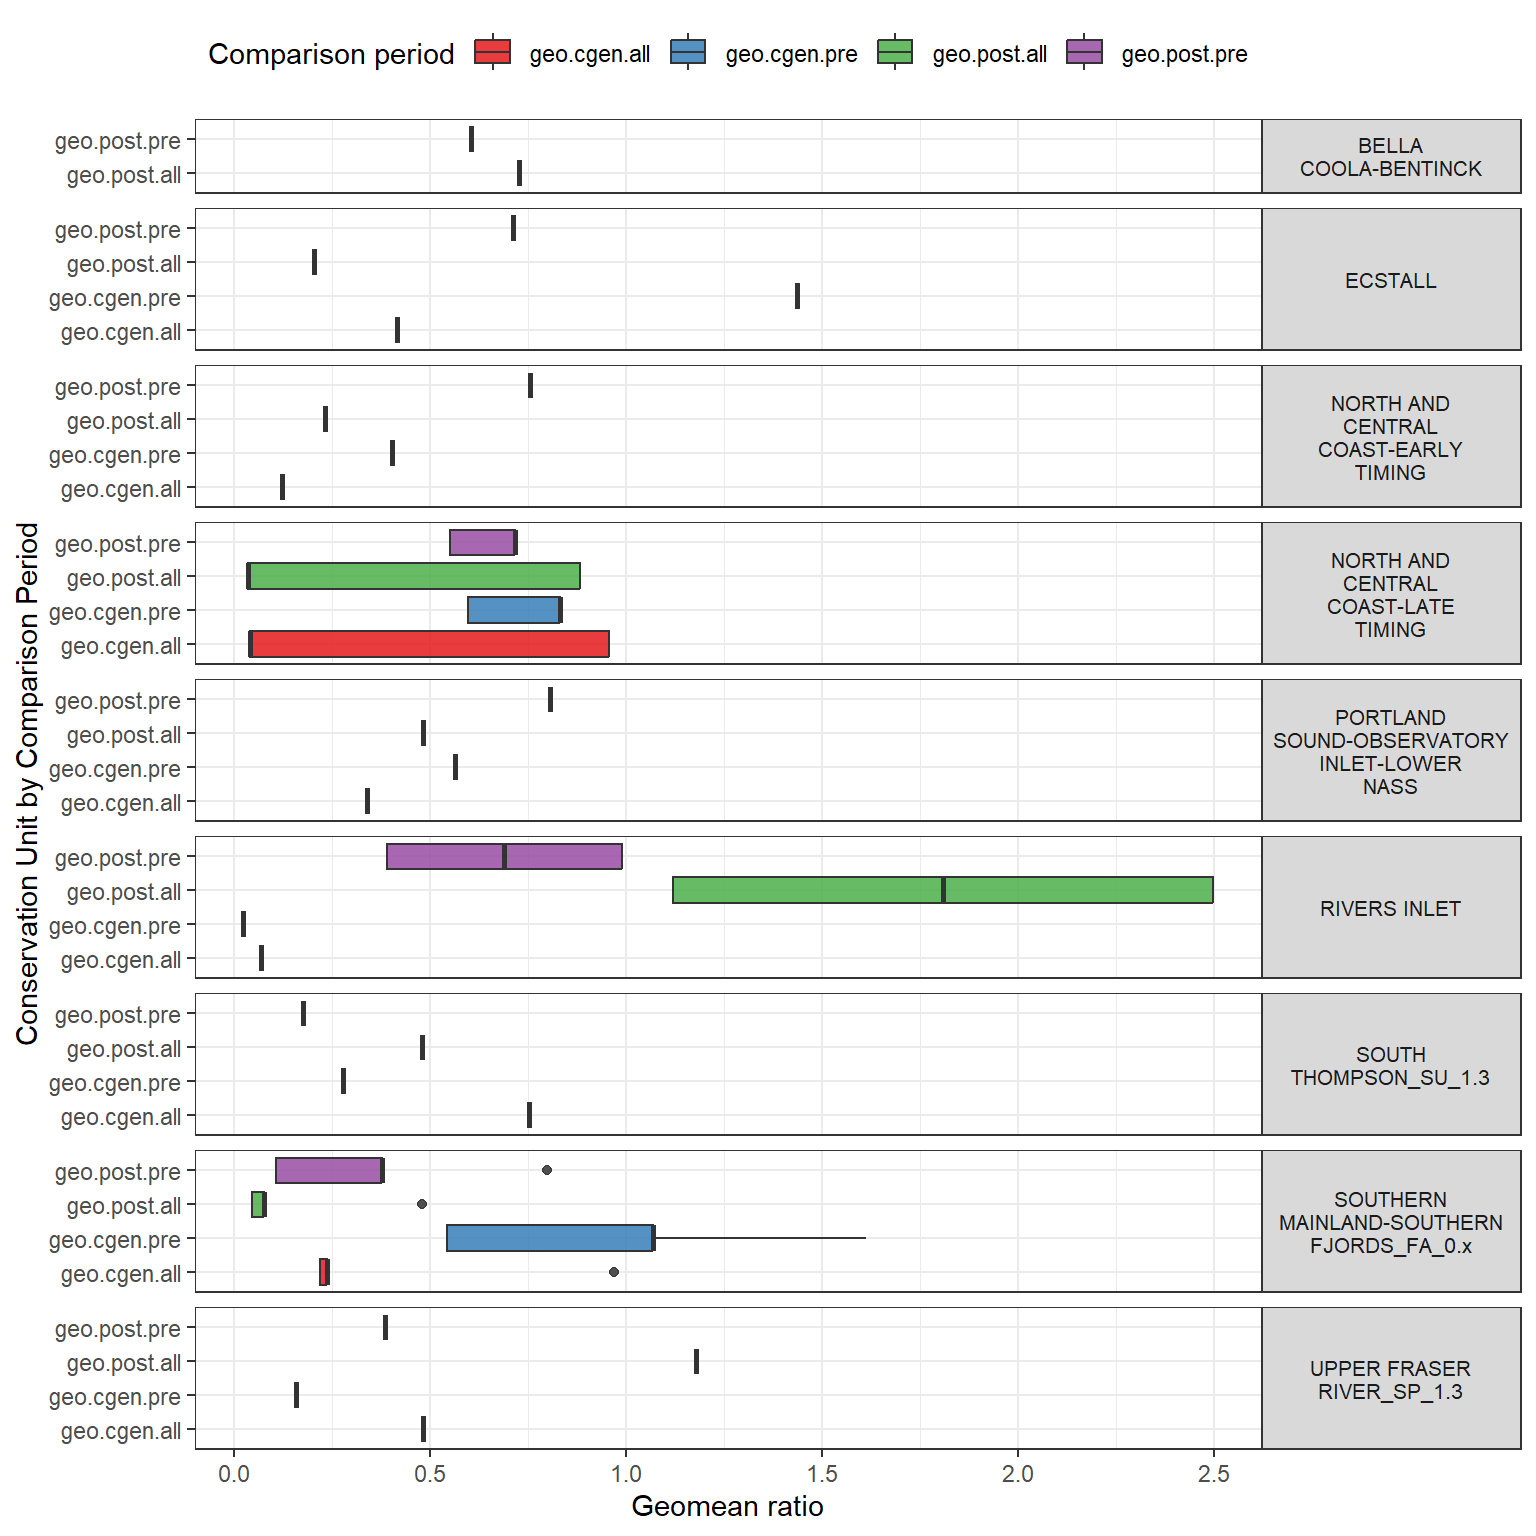 Comparison period geo.cgen.all geo.cgen.pre geo.post.all geo.post.pre
Conservation Unit by Comparison Period
geo.post.pre
geo.post.all
BELLA
COOLA-BENTINCK
geo.post.pre
geo.post.all
geo.cgen.pre
geo.cgen.all
ECSTALL
geo.post.pre
geo.post.all
geo.cgen.pre
geo.cgen.all
NORTH AND
CENTRAL
COAST-EARLY
TIMING
geo.post.pre
geo.post.all
geo.cgen.pre
geo.cgen.all
NORTH AND
CENTRAL
COAST-LATE
TIMING
geo.post.pre
geo.post.all
geo.cgen.pre
geo.cgen.all
PORTLAND
SOUND-OBSERVATORY
INLET-LOWER
NASS
geo.post.pre
geo.post.all
geo.cgen.pre
geo.cgen.all
RIVERS INLET
geo.post.pre
geo.post.all
geo.cgen.pre
geo.cgen.all
SOUTH
THOMPSON_SU_1.3
geo.post.pre
geo.post.all
geo.cgen.pre
geo.cgen.all
SOUTHERN
MAINLAND-SOUTHERN
FJORDS_FA_0.x
geo.post.pre
geo.post.all
geo.cgen.pre
geo.cgen.all
UPPER FRASER
RIVER_SP_1.3
0.0 0.5 1.0 1.5 2.0 2.5
Geomean ratio